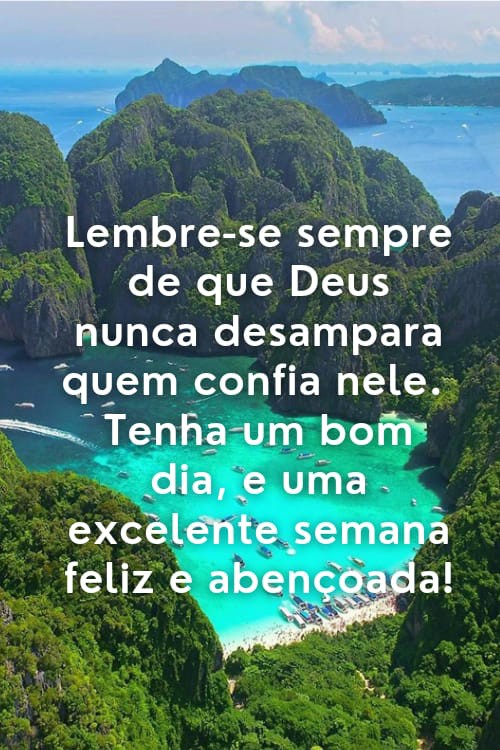 Lembre-se sempre
de que Deus
nunca desampara
quem confia nele.
Tenha um bom
dia, e uma
excelente semana
feliz e abençoada!